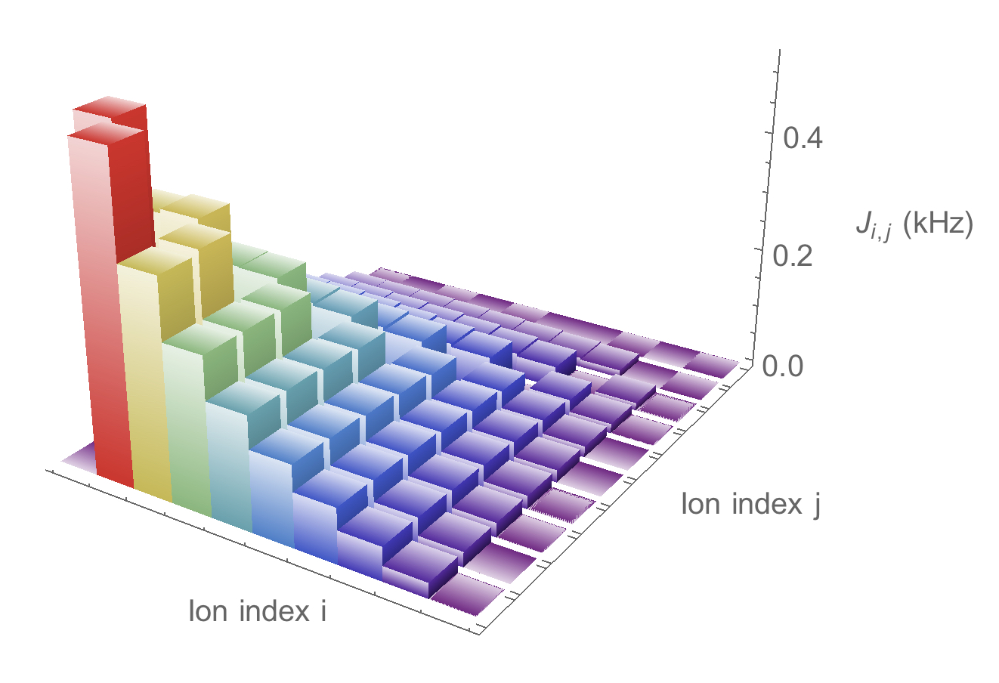 0.4
J_{i,j} (kHz)
0.2
0.0
Ion index j
Ion index i